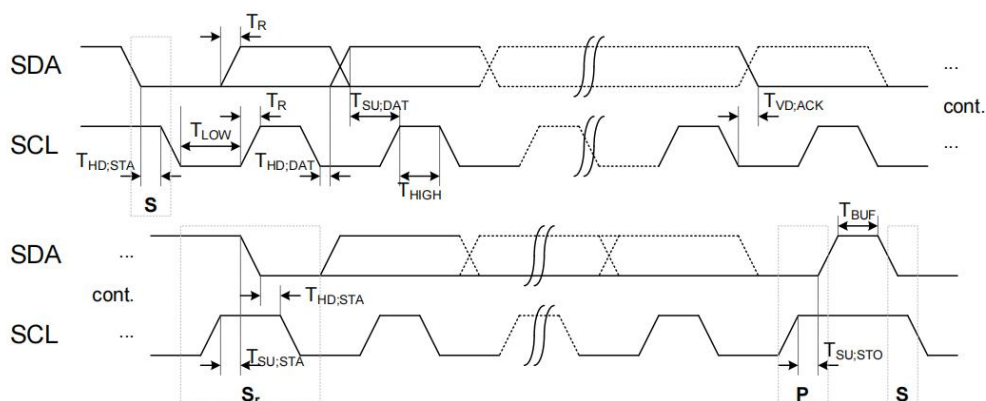 T_R
SDA
...
T_R T_SU;DAT T_VD;ACK
cont.
T_LOW
SCL
...
T_HD;STA T_HD;DAT
T_HIGH
S
T_BUF
SDA ...
cont. T_HD;STA
SCL ...
T_SU;STA T_SU;STO
S_r P S